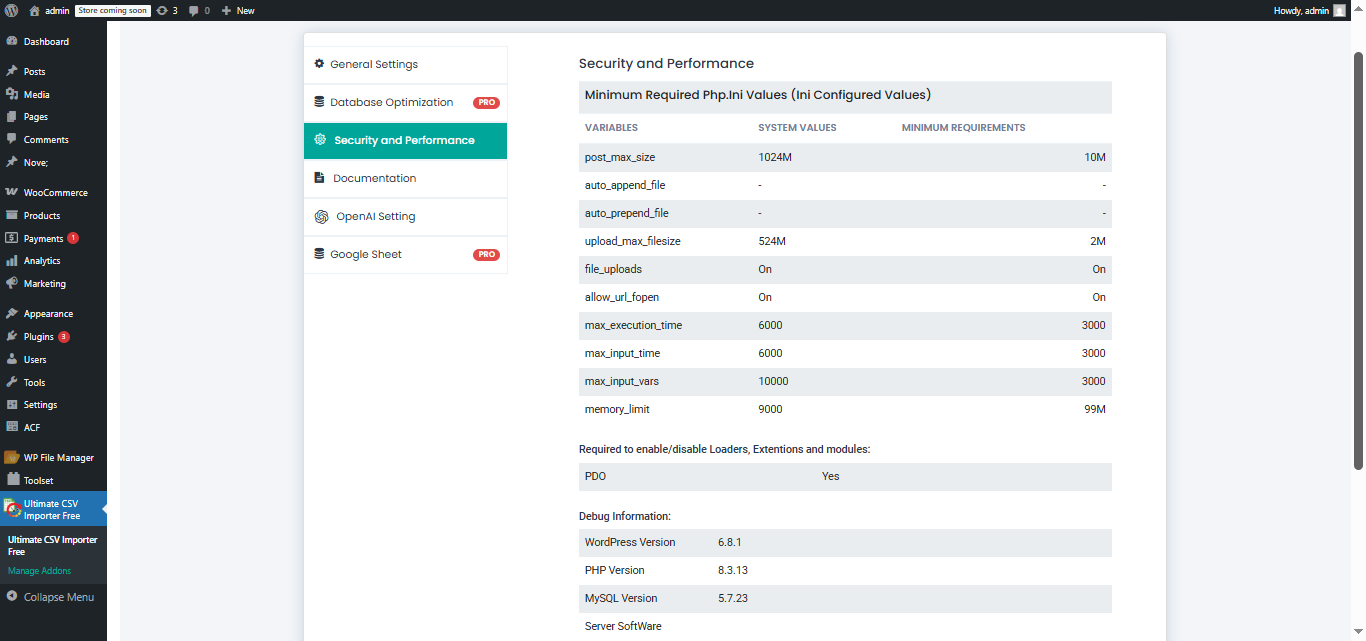 admin Store coming soon 3 0 New Howdy, admin
Dashboard
Posts
Media
Pages
Comments
Nove;
WooCommerce
Products
Payments 1
Analytics
Marketing
Appearance
Plugins 3
Users
Tools
Settings
ACF
WP File Manager
Toolset
Ultimate CSV
Importer Free
Ultimate CSV Importer
Free
Manage Addons
Collapse Menu
General Settings
Database Optimization PRO
Security and Performance
Documentation
OpenAI Setting
Google Sheet PRO
Security and Performance
Minimum Required Php.Ini Values (Ini Configured Values)
VARIABLES SYSTEM VALUES MINIMUM REQUIREMENTS
post_max_size 1024M 10M
auto_append_file - -
auto_prepend_file - -
upload_max_filesize 524M 2M
file_uploads On On
allow_url_fopen On On
max_execution_time 6000 3000
max_input_time 6000 3000
max_input_vars 10000 3000
memory_limit 9000 99M
Required to enable/disable Loaders, Extentions and modules:
PDO Yes
Debug Information:
WordPress Version 6.8.1
PHP Version 8.3.13
MySQL Version 5.7.23
Server SoftWare